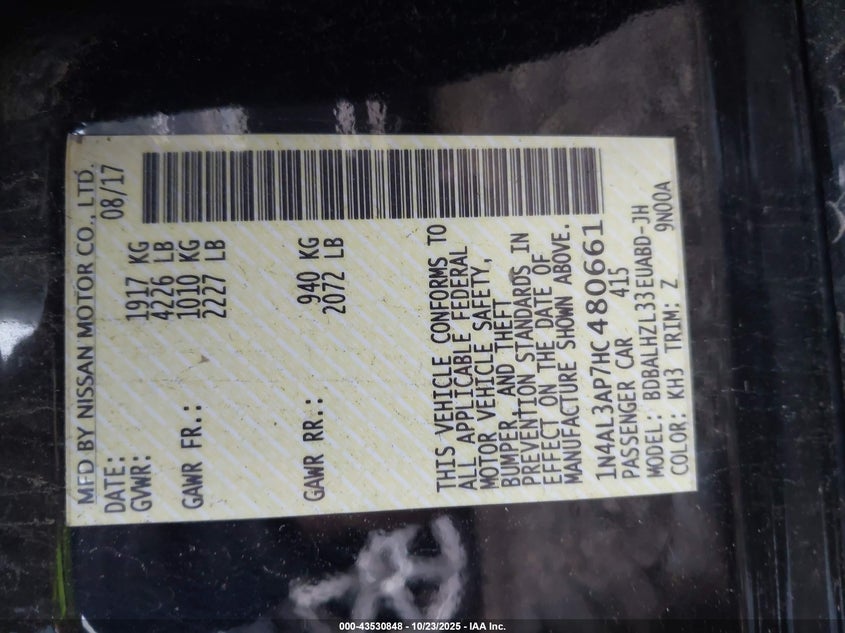 MFD BY NISSAN MOTOR CO., LTD.
DATE: 08/17
GVWR: 1917 KG
4226 LB
GAWR FR.: 1010 KG
2227 LB
GAWR RR.: 940 KG
2072 LB
THIS VEHICLE CONFORMS TO
ALL APPLICABLE FEDERAL
MOTOR VEHICLE SAFETY,
BUMPER, AND THEFT
PREVENTION STANDARDS IN
EFFECT ON THE DATE OF
MANUFACTURE SHOWN ABOVE.
1N4AL3AP7HC480661
PASSENGER CAR 415
MODEL: BDBALHZL33EUABD-JH
COLOR: KH3 TRIM: Z 9N00A
000-43530848 - 10/23/2025 - IAA Inc.